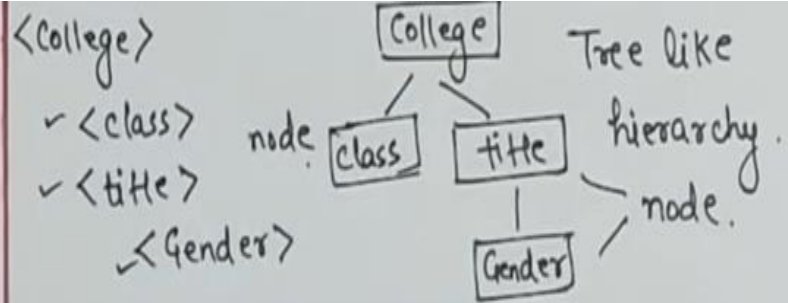 <College>
<class>
<title>
<Gender>
College
node.
class
title
Gender
Tree like
hierarchy.
node.